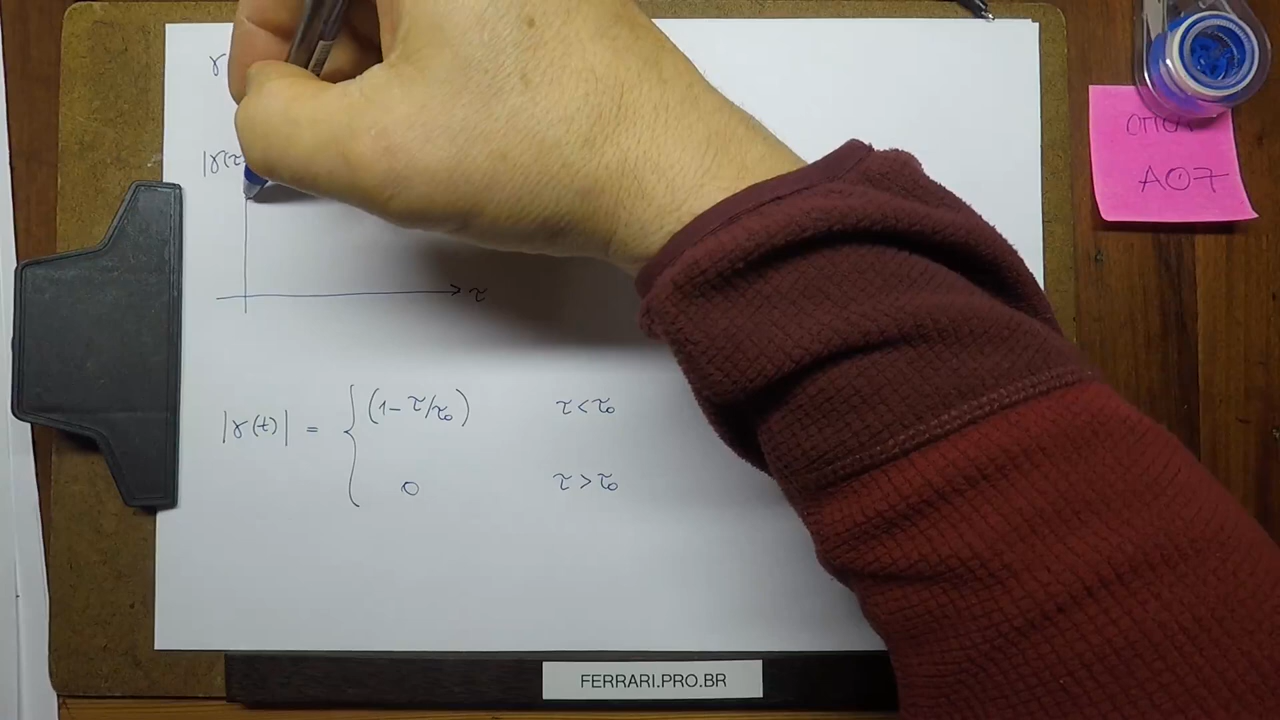 γ
|γ(τ
τ
|γ(t)| = { (1 - τ/τ₀) τ < τ₀
0 τ > τ₀
A07
FERRARI.PRO.BR